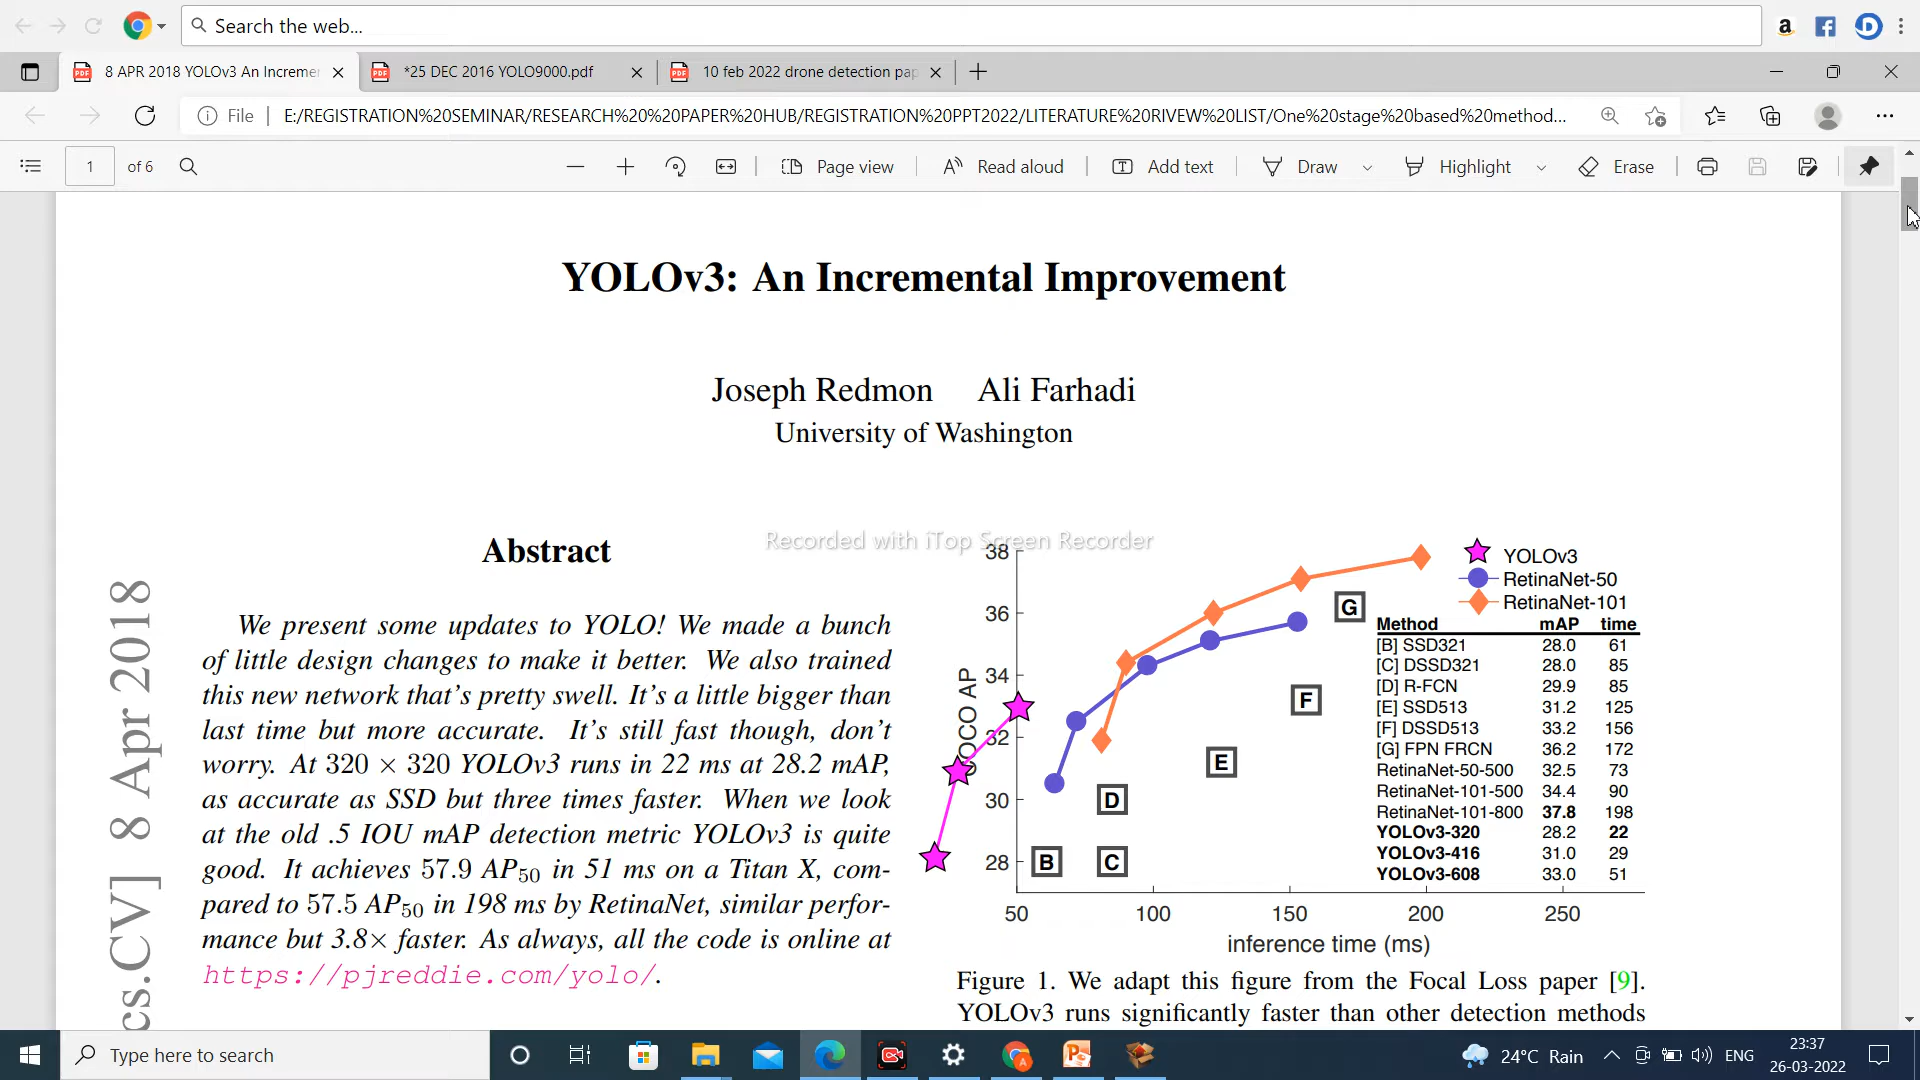 Search the web...
a
8 APR 2018 YOLOv3 An Increme
*25 DEC 2016 YOLO9000.pdf
10 feb 2022 drone detection pap
File
E:/REGISTRATION%20SEMINAR/RESEARCH%20%20PAPER%20HUB/REGISTRATION%20PPT2022/LITERATURE%20RIVEW%20LIST/One%20stage%20based%20method...
1 of 6
Page view
Read aloud
Add text
Draw
Highlight
Erase
YOLOv3: An Incremental Improvement
Joseph Redmon Ali Farhadi
University of Washington
Recorded with iTop Screen Recorder
Abstract
We present some updates to YOLO! We made a bunch
of little design changes to make it better. We also trained
this new network that's pretty swell. It's a little bigger than
last time but more accurate. It's still fast though, don't
worry. At 320 × 320 YOLOv3 runs in 22 ms at 28.2 mAP,
as accurate as SSD but three times faster. When we look
at the old .5 IOU mAP detection metric YOLOv3 is quite
good. It achieves 57.9 AP50 in 51 ms on a Titan X, com-
pared to 57.5 AP50 in 198 ms by RetinaNet, similar perfor-
mance but 3.8× faster. As always, all the code is online at
https://pjreddie.com/yolo/.
cs.CV] 8 Apr 2018
COCO AP
38
36
34
32
30
28
50 100 150 200 250
inference time (ms)
B
C
D
E
F
G
YOLOv3
RetinaNet-50
RetinaNet-101
Method mAP time
[B] SSD321 28.0 61
[C] DSSD321 28.0 85
[D] R-FCN 29.9 85
[E] SSD513 31.2 125
[F] DSSD513 33.2 156
[G] FPN FRCN 36.2 172
RetinaNet-50-500 32.5 73
RetinaNet-101-500 34.4 90
RetinaNet-101-800 37.8 198
YOLOv3-320 28.2 22
YOLOv3-416 31.0 29
YOLOv3-608 33.0 51
Figure 1. We adapt this figure from the Focal Loss paper [9].
YOLOv3 runs significantly faster than other detection methods
Type here to search
24°C Rain
ENG
23:37
26-03-2022